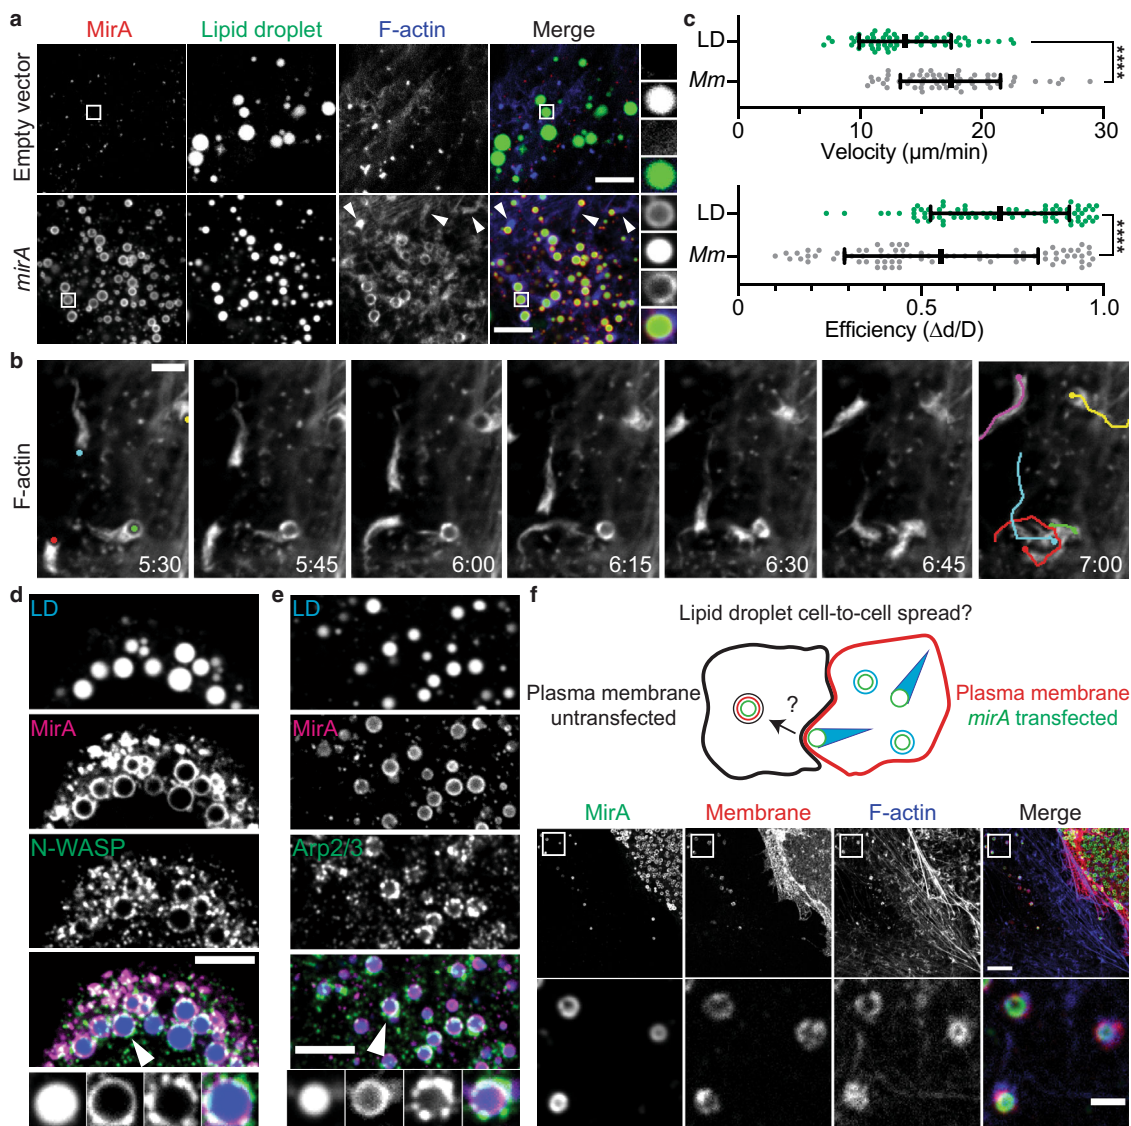 a
MirA Lipid droplet F-actin Merge
Empty vector
mirA
c
LD
Mm
****
0 10 20 30
Velocity (µm/min)
LD
Mm
****
0 0.5 1.0
Efficiency (Δd/D)
b
F-actin
5:30 5:45 6:00 6:15 6:30 6:45 7:00
d
LD
MirA
N-WASP
e
LD
MirA
Arp2/3
f
Lipid droplet cell-to-cell spread?
Plasma membrane
untransfected
?
Plasma membrane
mirA transfected
MirA Membrane F-actin Merge